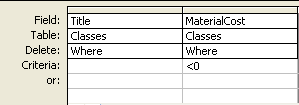 Field: Title MaterialCost
Table: Classes Classes
Delete: Where Where
Criteria: <0
or: